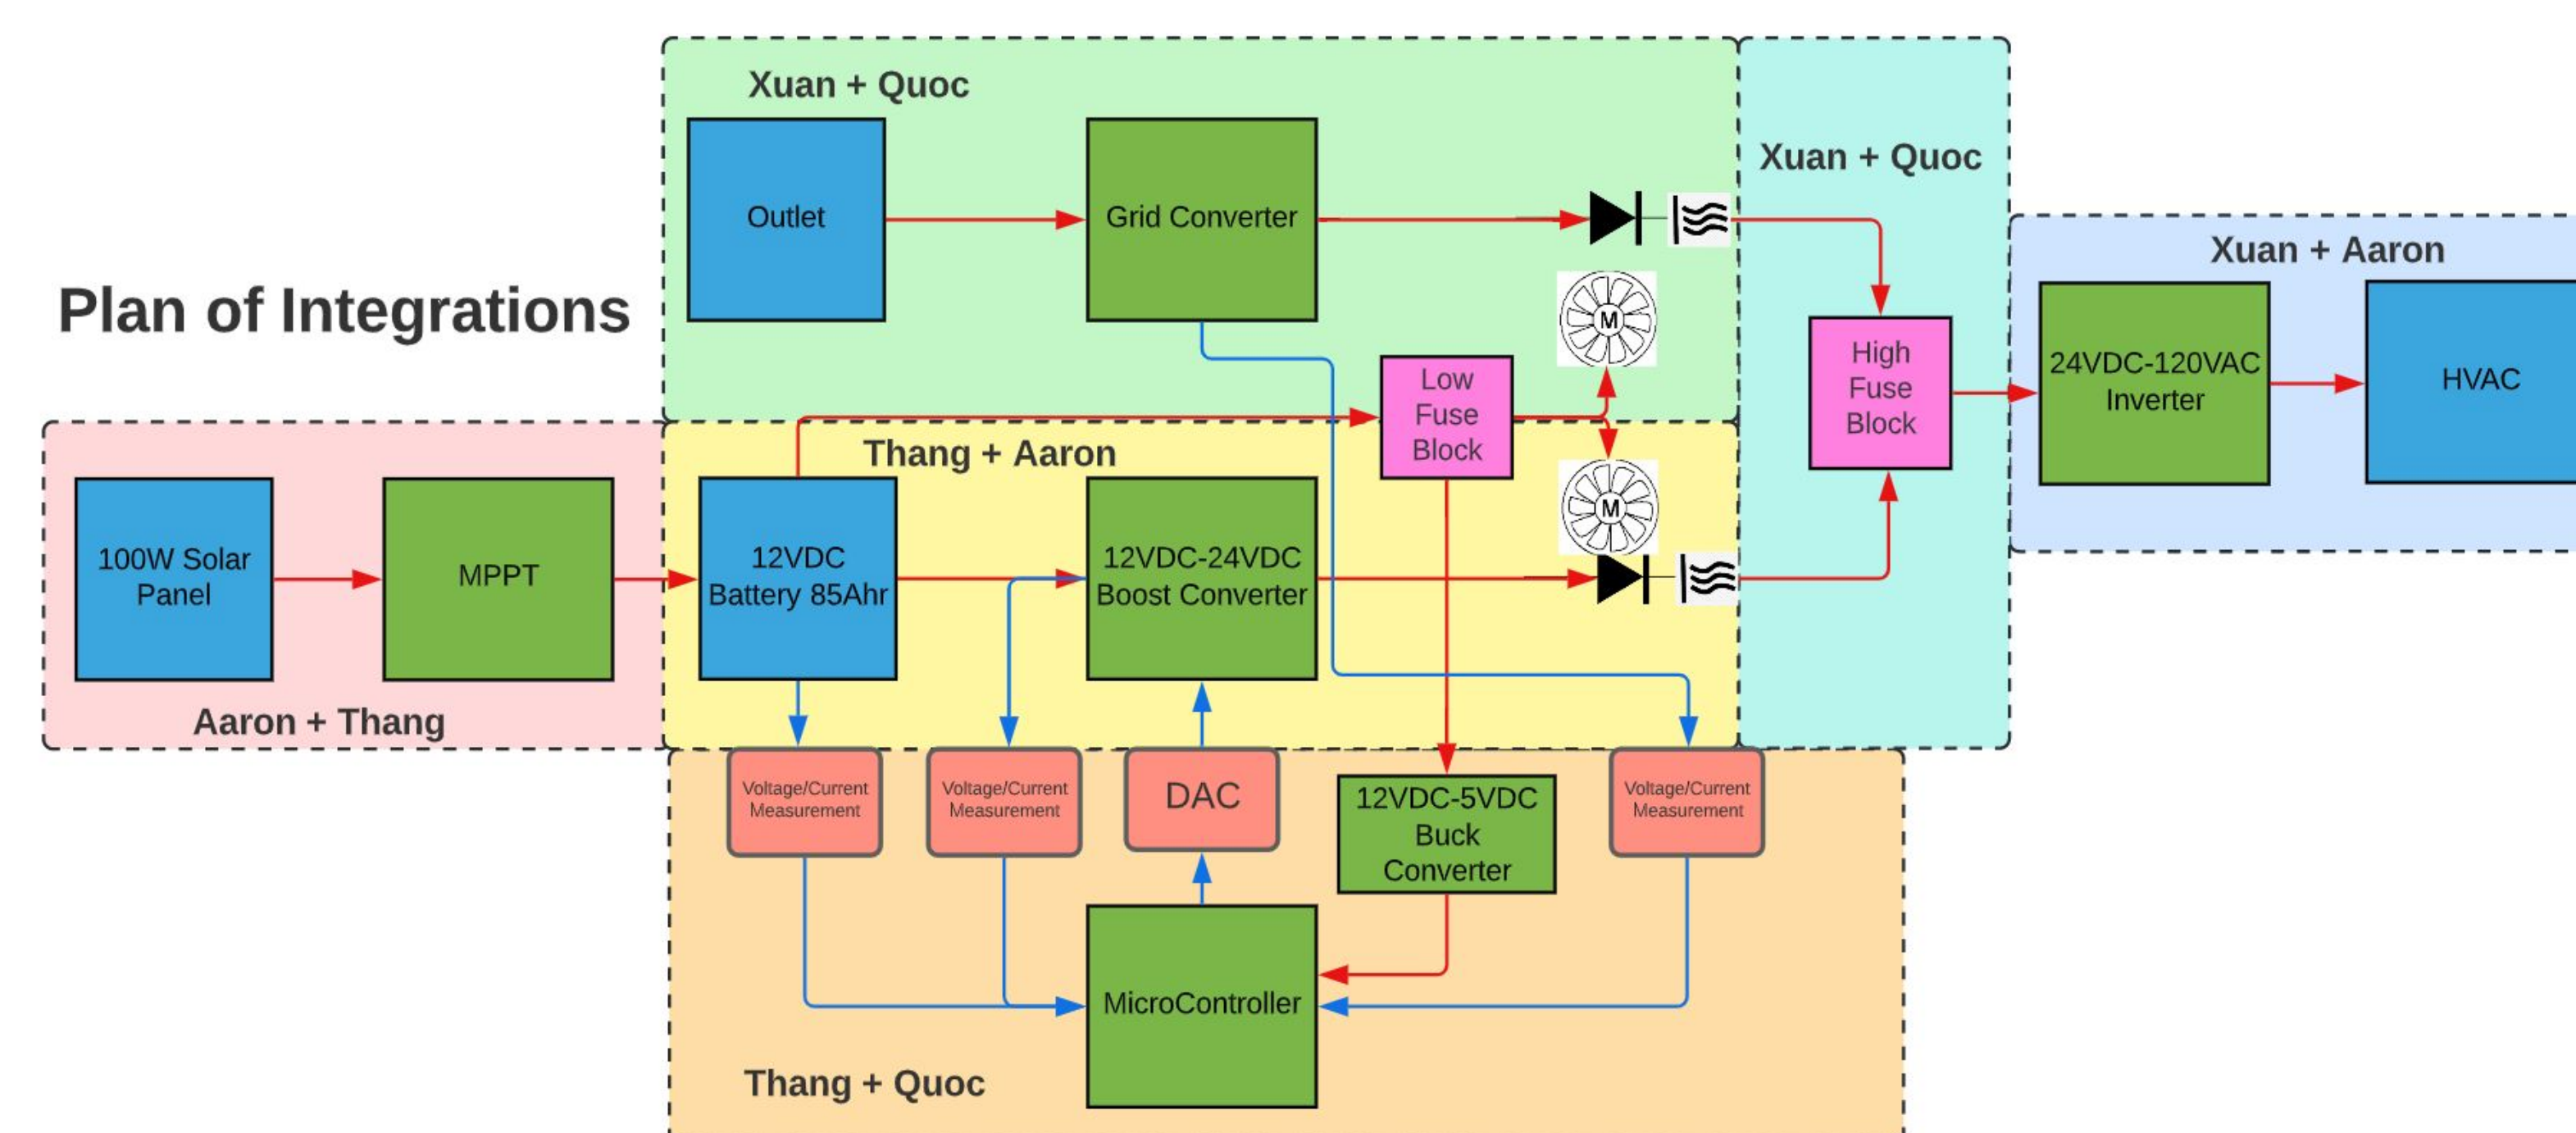 Plan of Integrations
Xuan + Quoc
Outlet
Grid Converter
M
Low
Fuse
Block
Xuan + Quoc
High
Fuse
Block
Xuan + Aaron
24VDC-120VAC
Inverter
HVAC
100W Solar
Panel
MPPT
Aaron + Thang
Thang + Aaron
12VDC
Battery 85Ahr
12VDC-24VDC
Boost Converter
M
Voltage/Current
Measurement
Voltage/Current
Measurement
DAC
12VDC-5VDC
Buck
Converter
Voltage/Current
Measurement
MicroController
Thang + Quoc